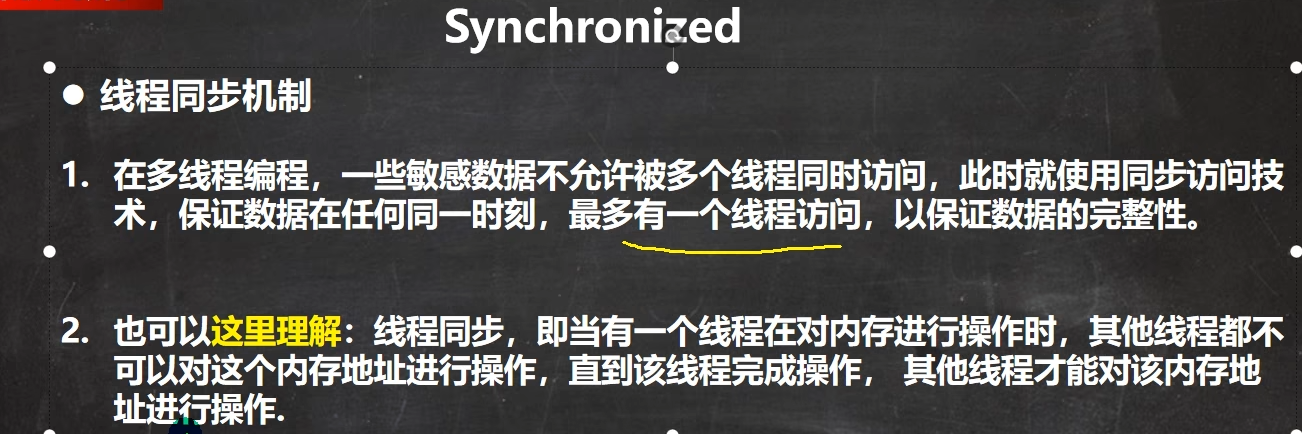 Synchronized
● 线程同步机制
1. 在多线程编程，一些敏感数据不允许被多个线程同时访问，此时就使用同步访问技
术，保证数据在任何同一时刻，最多有一个线程访问，以保证数据的完整性。
2. 也可以这里理解：线程同步，即当有一个线程在对内存进行操作时，其他线程都不
可以对这个内存地址进行操作，直到该线程完成操作， 其他线程才能对该内存地
址进行操作.